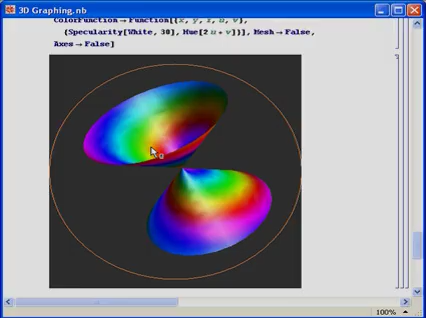 3D Graphing.nb
ColorFunction→Function[{x, y, z, u, v},
{Specularity[White, 30], Hue[2 u + v]}], Mesh→False,
Axes→False]
100%